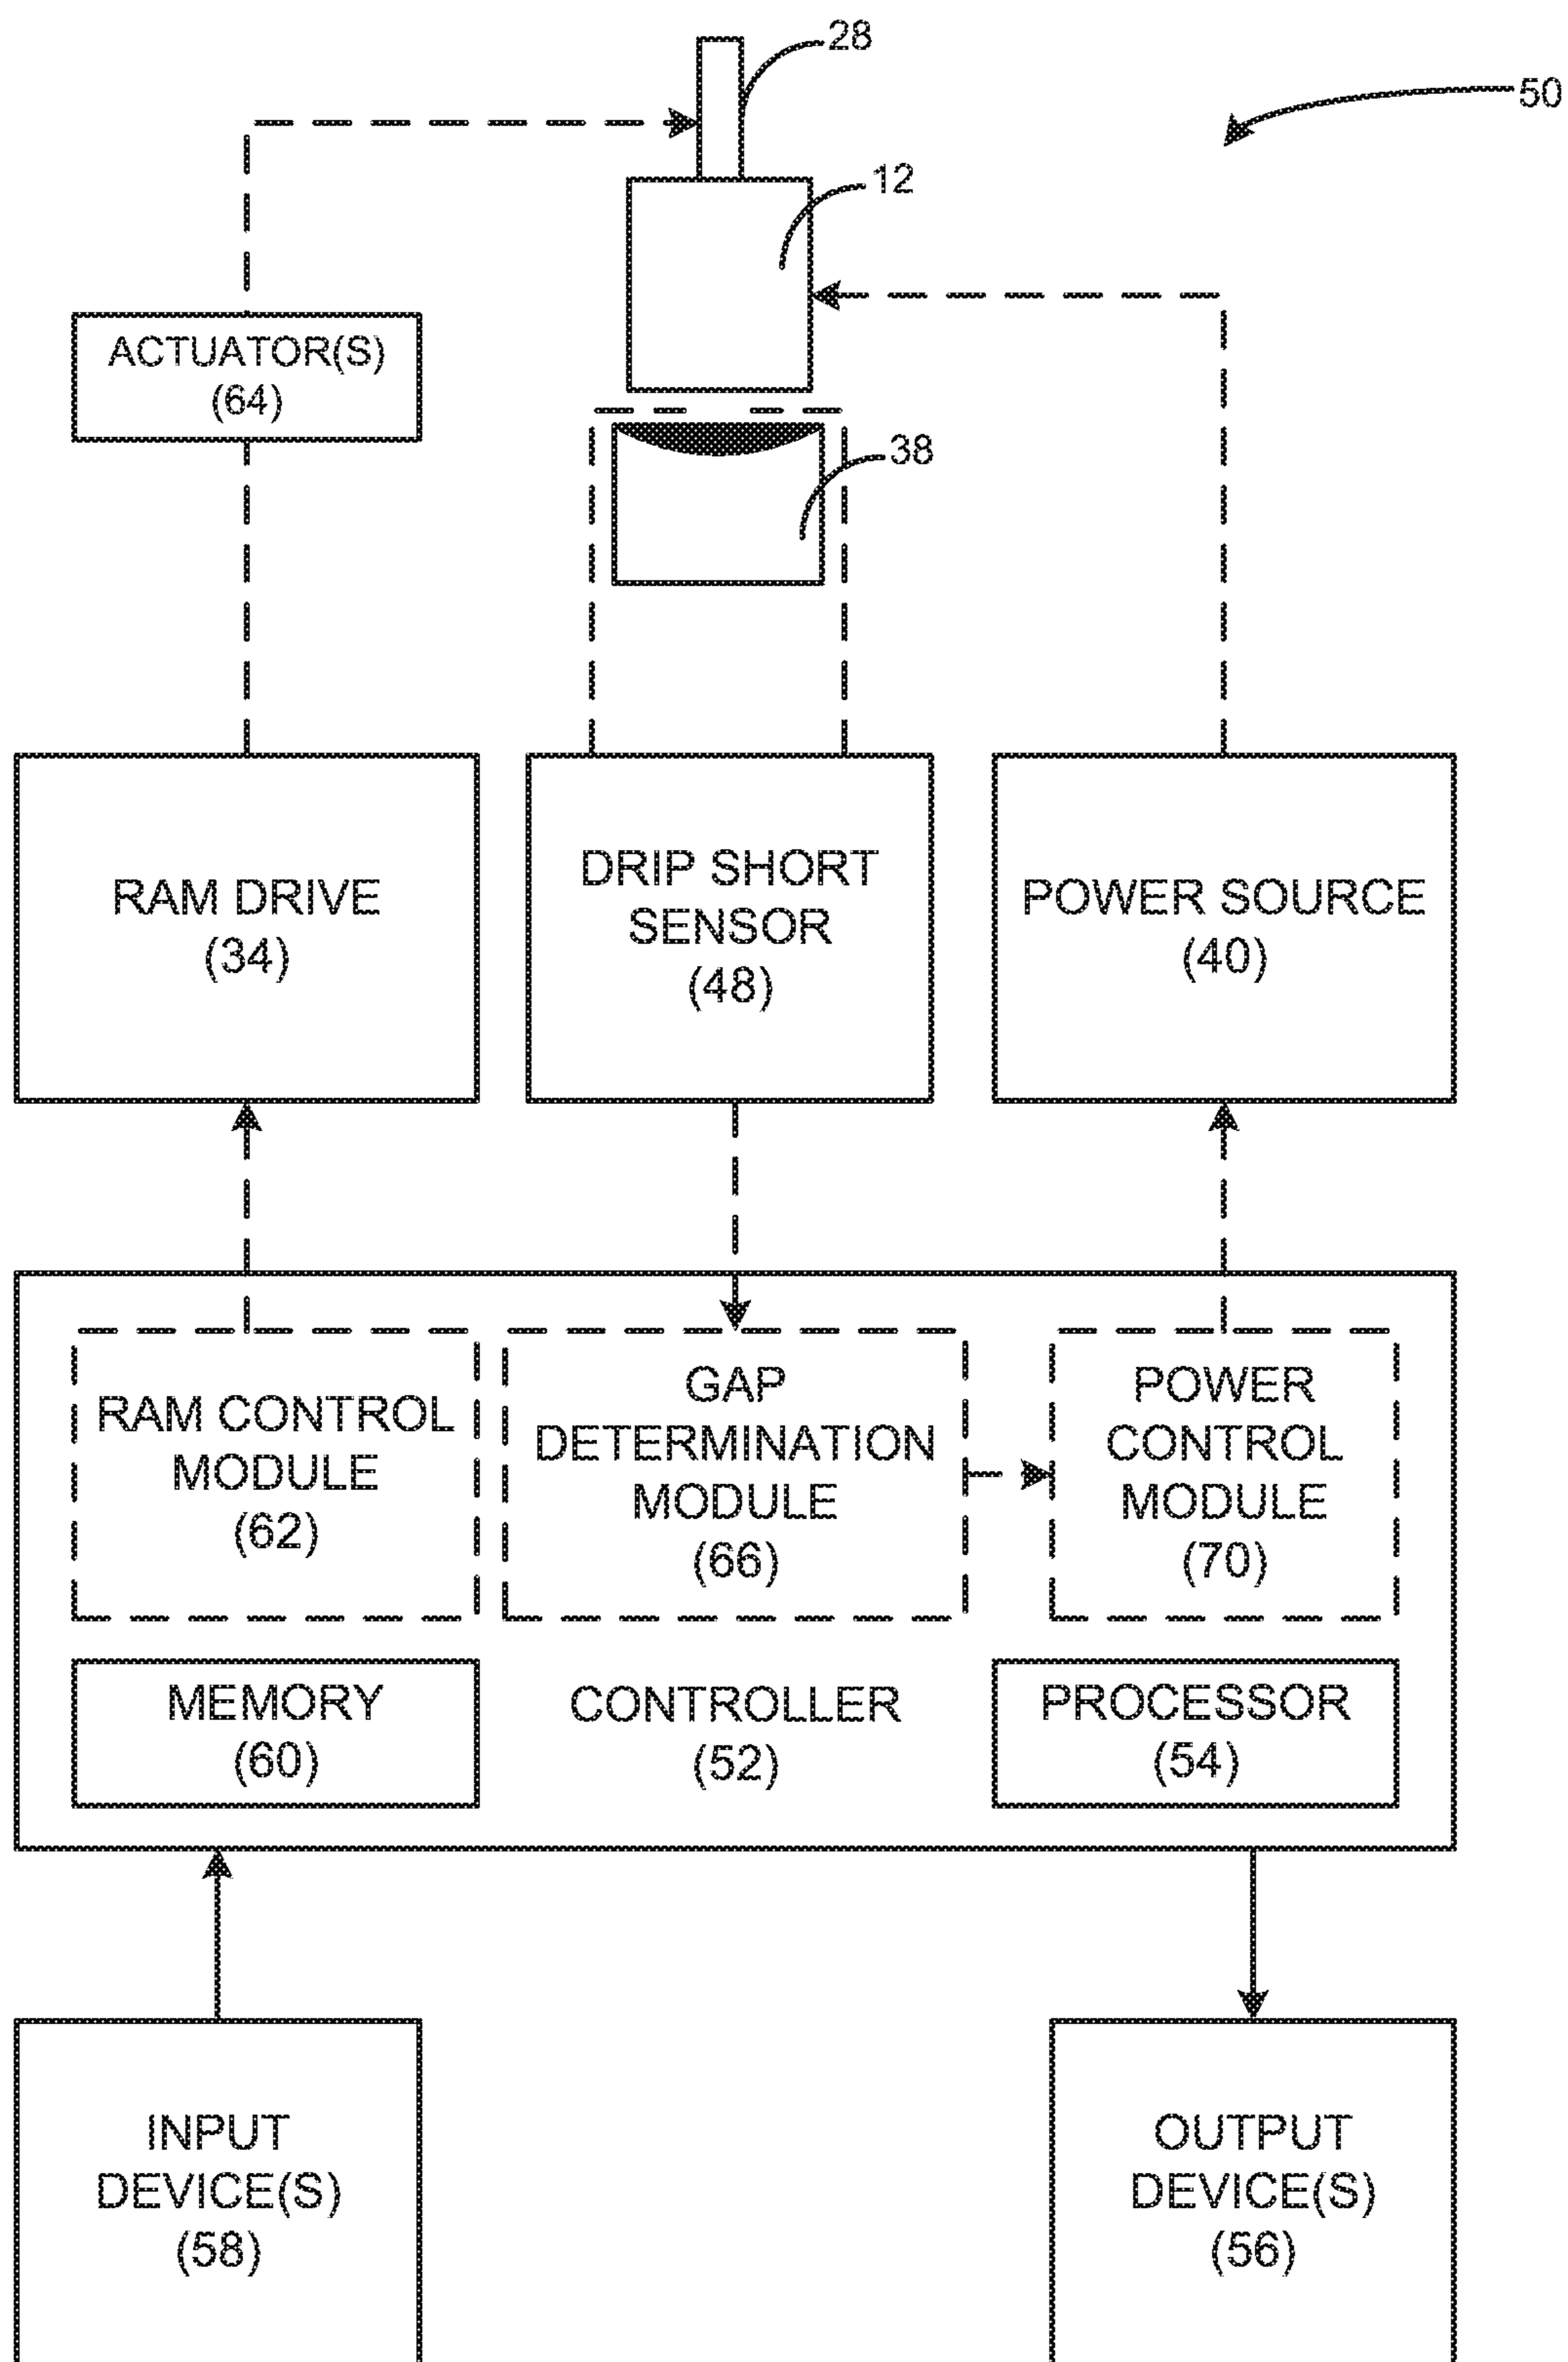 28
50
12
ACTUATOR(S)
(64)
38
RAM DRIVE
(34)
DRIP SHORT
SENSOR
(48)
POWER SOURCE
(40)
RAM CONTROL
MODULE
(62)
GAP
DETERMINATION
MODULE
(66)
POWER
CONTROL
MODULE
(70)
MEMORY
(60)
CONTROLLER
(52)
PROCESSOR
(54)
INPUT
DEVICE(S)
(58)
OUTPUT
DEVICE(S)
(56)